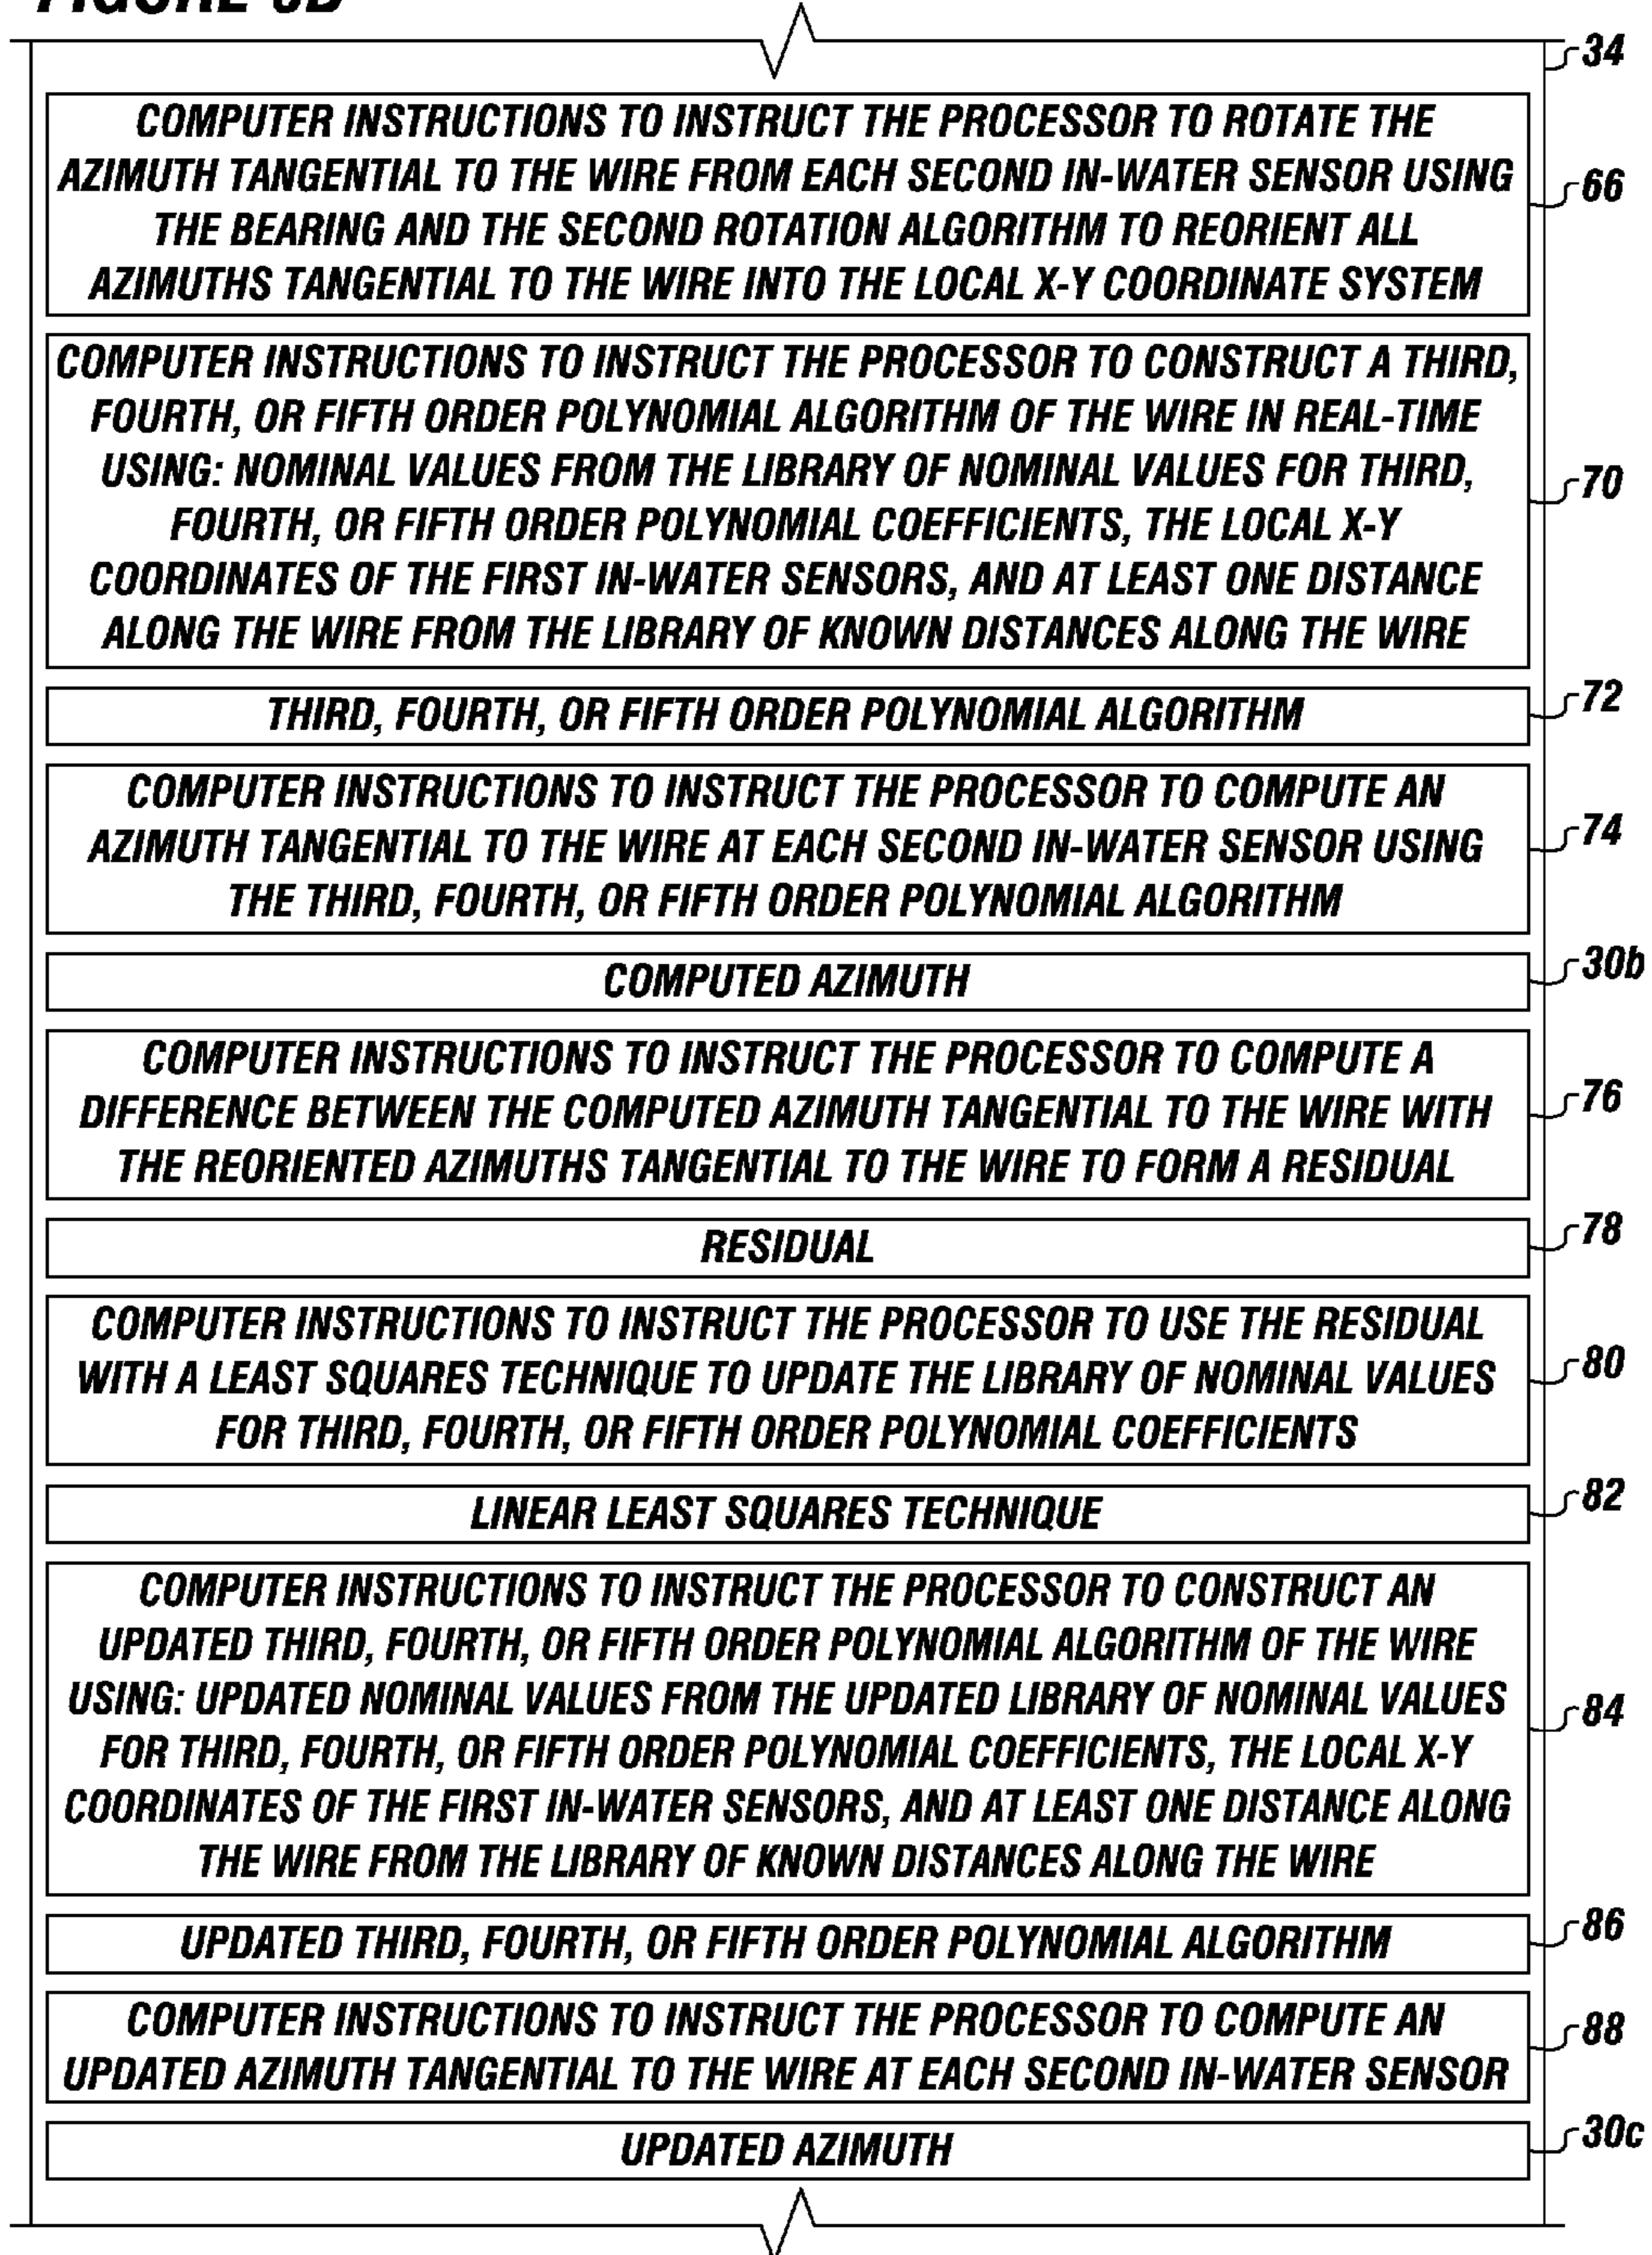 FIGURE
34
COMPUTER INSTRUCTIONS TO INSTRUCT THE PROCESSOR TO ROTATE THE
AZIMUTH TANGENTIAL TO THE WIRE FROM EACH SECOND IN-WATER SENSOR USING
THE BEARING AND THE SECOND ROTATION ALGORITHM TO REORIENT ALL
AZIMUTHS TANGENTIAL TO THE WIRE INTO THE LOCAL X-Y COORDINATE SYSTEM
66
COMPUTER INSTRUCTIONS TO INSTRUCT THE PROCESSOR TO CONSTRUCT A THIRD,
FOURTH, OR FIFTH ORDER POLYNOMIAL ALGORITHM OF THE WIRE IN REAL-TIME
USING: NOMINAL VALUES FROM THE LIBRARY OF NOMINAL VALUES FOR THIRD,
FOURTH, OR FIFTH ORDER POLYNOMIAL COEFFICIENTS, THE LOCAL X-Y
COORDINATES OF THE FIRST IN-WATER SENSORS, AND AT LEAST ONE DISTANCE
ALONG THE WIRE FROM THE LIBRARY OF KNOWN DISTANCES ALONG THE WIRE
70
THIRD, FOURTH, OR FIFTH ORDER POLYNOMIAL ALGORITHM
72
COMPUTER INSTRUCTIONS TO INSTRUCT THE PROCESSOR TO COMPUTE AN
AZIMUTH TANGENTIAL TO THE WIRE AT EACH SECOND IN-WATER SENSOR USING
THE THIRD, FOURTH, OR FIFTH ORDER POLYNOMIAL ALGORITHM
74
COMPUTED AZIMUTH
30b
COMPUTER INSTRUCTIONS TO INSTRUCT THE PROCESSOR TO COMPUTE A
DIFFERENCE BETWEEN THE COMPUTED AZIMUTH TANGENTIAL TO THE WIRE WITH
THE REORIENTED AZIMUTHS TANGENTIAL TO THE WIRE TO FORM A RESIDUAL
76
RESIDUAL
78
COMPUTER INSTRUCTIONS TO INSTRUCT THE PROCESSOR TO USE THE RESIDUAL
WITH A LEAST SQUARES TECHNIQUE TO UPDATE THE LIBRARY OF NOMINAL VALUES
FOR THIRD, FOURTH, OR FIFTH ORDER POLYNOMIAL COEFFICIENTS
80
LINEAR LEAST SQUARES TECHNIQUE
82
COMPUTER INSTRUCTIONS TO INSTRUCT THE PROCESSOR TO CONSTRUCT AN
UPDATED THIRD, FOURTH, OR FIFTH ORDER POLYNOMIAL ALGORITHM OF THE WIRE
USING: UPDATED NOMINAL VALUES FROM THE UPDATED LIBRARY OF NOMINAL VALUES
FOR THIRD, FOURTH, OR FIFTH ORDER POLYNOMIAL COEFFICIENTS, THE LOCAL X-Y
COORDINATES OF THE FIRST IN-WATER SENSORS, AND AT LEAST ONE DISTANCE ALONG
THE WIRE FROM THE LIBRARY OF KNOWN DISTANCES ALONG THE WIRE
84
UPDATED THIRD, FOURTH, OR FIFTH ORDER POLYNOMIAL ALGORITHM
86
COMPUTER INSTRUCTIONS TO INSTRUCT THE PROCESSOR TO COMPUTE AN
UPDATED AZIMUTH TANGENTIAL TO THE WIRE AT EACH SECOND IN-WATER SENSOR
88
UPDATED AZIMUTH
30c